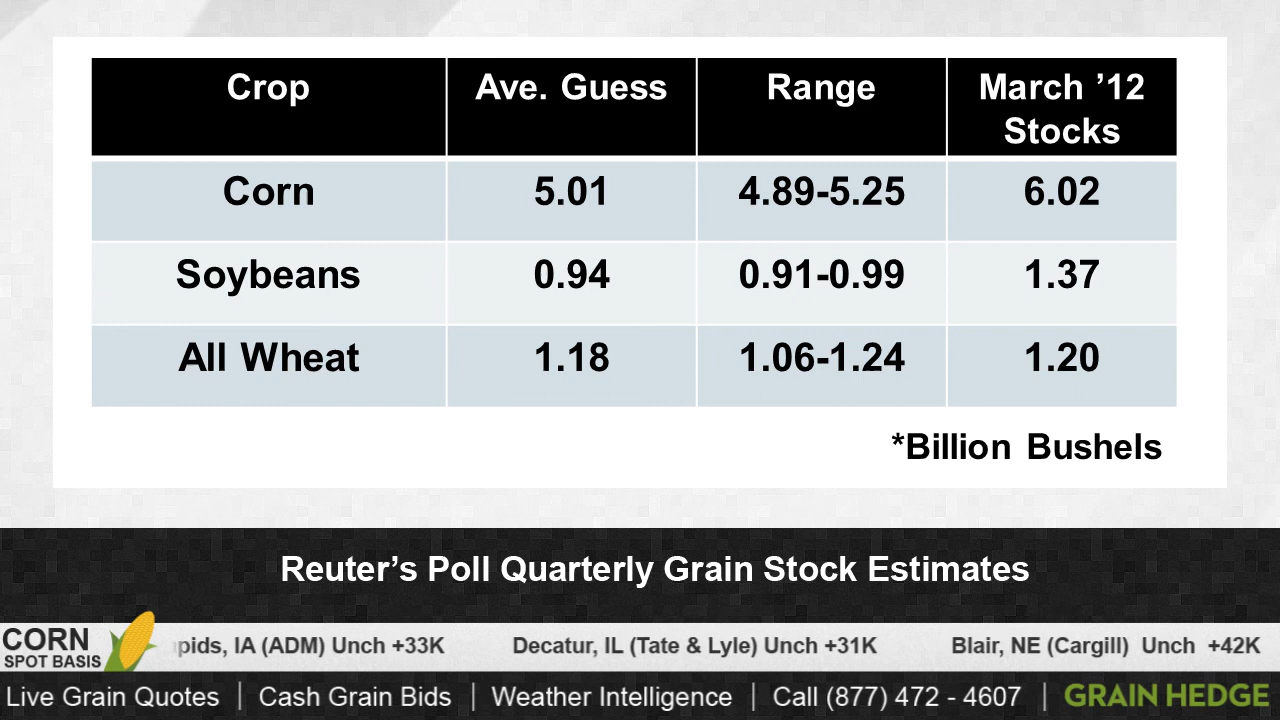 Crop Ave. Guess Range March ’12 Stocks
Corn 5.01 4.89-5.25 6.02
Soybeans 0.94 0.91-0.99 1.37
All Wheat 1.18 1.06-1.24 1.20
*Billion Bushels
Reuter’s Poll Quarterly Grain Stock Estimates
CORN
SPOT BASIS
IA (ADM) Unch +33K Decatur, IL (Tate & Lyle) Unch +31K Blair, NE (Cargill) Unch +42K
Live Grain Quotes | Cash Grain Bids | Weather Intelligence | Call (877) 472 - 4607 | GRAIN HEDGE